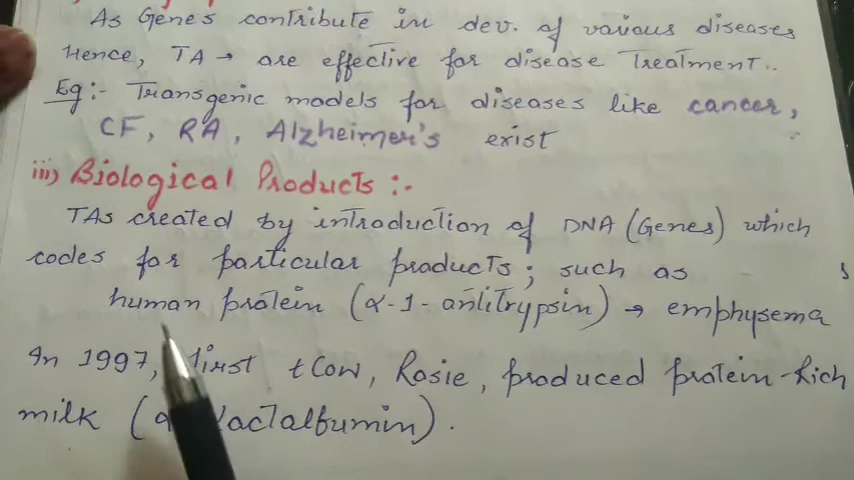 As Genes contribute in dev. of various diseases
Hence, TA → are effective for disease Treatment..
Eg:- Transgenic models for diseases like cancer,
CF, RA, Alzheimer's exist
iii) Biological Products :-
TAs created by introduction of DNA (Genes) which
codes for particular products; such as
human protein (α-1-antitrypsin) → emphysema
In 1997, first tCow, Rosie, produced protein-Rich
milk (α lactalbumin).